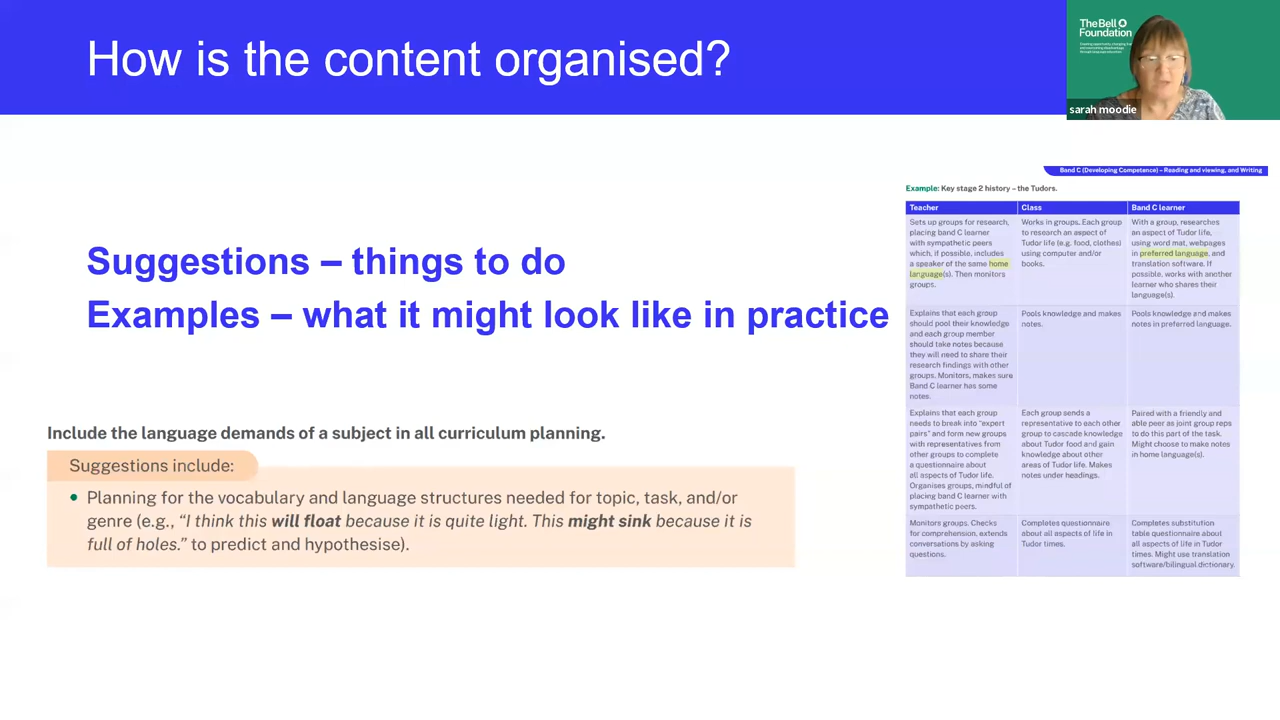 How is the content organised?
The Bell
Foundation
sarah moodie
Suggestions – things to do
Examples – what it might look like in practice
Include the language demands of a subject in all curriculum planning.
Suggestions include:
• Planning for the vocabulary and language structures needed for topic, task, and/or
genre (e.g., “I think this will float because it is quite light. This might sink because it is
full of holes.” to predict and hypothesise).
Band C (Developing Competence) – Reading and viewing, and Writing
Example: Key stage 2 history – the Tudors.
Teacher
Class
Band C learner
Sets up groups for research,
placing band C learner
with sympathetic peers
which, if possible, includes
a speaker of the same home
language(s). Then monitors
groups.
Works in groups. Each group
to research an aspect of
Tudor life (e.g. food, clothes)
using computer and/or
books.
With a group, researches
an aspect of Tudor life,
using word mat, webpages
in preferred language, and
translation software. If
possible, works with another
learner who shares their
language(s).
Explains that each group
should pool their knowledge
and each group member
should take notes because
they will need to share their
research findings with other
groups. Monitors, makes sure
Band C learner has some
notes.
Pools knowledge and makes
notes.
Pools knowledge and makes
notes in preferred language.
Explains that each group
needs to break into “expert
pairs” and form new groups
with representatives from
other groups to complete
a questionnaire about
all aspects of Tudor life.
Organises groups, mindful of
placing band C learner with
sympathetic peers.
Each group sends a
representative to each other
group to cascade knowledge
about Tudor food and gain
knowledge about other
areas of Tudor life. Makes
notes under headings.
Paired with a friendly and
able peer as joint group reps
to do this part of the task.
Might choose to make notes
in home language(s).
Monitors groups. Checks
for comprehension, extends
conversations by asking
questions.
Completes questionnaire
about all aspects of life in
Tudor times.
Completes substitution
table questionnaire about
all aspects of life in Tudor
times. Might use translation
software/bilingual dictionary.